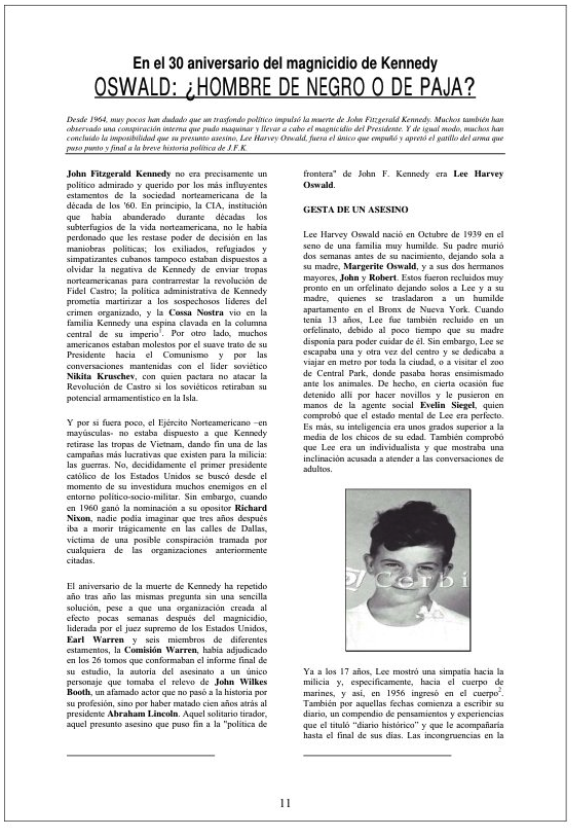 En el 30 aniversario del magnicidio de Kennedy
OSWALD: ¿HOMBRE DE NEGRO O DE PAJA?
Desde 1964, muy pocos han dudado que un trasfondo político impulsó la muerte de John Fitzgerald Kennedy. Muchos también han
observado una conspiración interna que pudo maquinar y llevar a cabo el magnicidio del Presidente. Y de igual modo, muchos han
concluido la imposibilidad que su presunto asesino, Lee Harvey Oswald, fuera el único que empuñó y apretó el gatillo del arma que
puso punto y final a la breve historia política de J.F.K.
John Fitzgerald Kennedy no era precisamente un
político admirado y querido por los más influyentes
estamentos de la sociedad norteamericana de la
década de los '60. En principio, la CIA, institución
que había abanderado durante décadas los
subterfugios de la vida norteamericana, no le había
perdonado que les restase poder de decisión en las
maniobras políticas; los exiliados, refugiados y
simpatizantes cubanos tampoco estaban dispuestos a
olvidar la negativa de Kennedy de enviar tropas
norteamericanas para contrarrestar la revolución de
Fidel Castro; la política administrativa de Kennedy
prometía martirizar a los sospechosos líderes del
crimen organizado, y la Cossa Nostra vio en la
familia Kennedy una espina clavada en la columna
central de su imperio1. Por otro lado, muchos
americanos estaban molestos por el suave trato de su
Presidente hacia el Comunismo y por las
conversaciones mantenidas con el líder soviético
Nikita Kruschev, con quien pactara no atacar la
Revolución de Castro si los soviéticos retiraban su
potencial armamentístico en la Isla.
Y por si fuera poco, el Ejército Norteamericano –en
mayúsculas- no estaba dispuesto a que Kennedy
retirase las tropas de Vietnam, dando fin una de las
campañas más lucrativas que existen para la milicia:
las guerras. No, decididamente el primer presidente
católico de los Estados Unidos se buscó desde el
momento de su investidura muchos enemigos en el
entorno político-socio-militar. Sin embargo, cuando
en 1960 ganó la nominación a su opositor Richard
Nixon, nadie podía imaginar que tres años después
iba a morir trágicamente en las calles de Dallas,
víctima de una posible conspiración tramada por
cualquiera de las organizaciones anteriormente
citadas.
El aniversario de la muerte de Kennedy ha repetido
año tras año las mismas pregunta sin una sencilla
solución, pese a que una organización creada al
efecto pocas semanas después del magnicidio,
liderada por el juez supremo de los Estados Unidos,
Earl Warren y seis miembros de diferentes
estamentos, la Comisión Warren, había adjudicado
en los 26 tomos que conformaban el informe final de
su estudio, la autoría del asesinato a un único
personaje que tomaba el relevo de John Wilkes
Booth, un afamado actor que no pasó a la historia por
su profesión, sino por haber matado cien años atrás al
presidente Abraham Lincoln. Aquel solitario tirador,
aquel presunto asesino que puso fin a la "política de
frontera" de John F. Kennedy era Lee Harvey
Oswald.
GESTA DE UN ASESINO
Lee Harvey Oswald nació en Octubre de 1939 en el
seno de una familia muy humilde. Su padre murió
dos semanas antes de su nacimiento, dejando sola a
su madre, Margerite Oswald, y a sus dos hermanos
mayores, John y Robert. Estos fueron recluidos muy
pronto en un orfelinato dejando solos a Lee y a su
madre, quienes se trasladaron a un humilde
apartamento en el Bronx de Nueva York. Cuando
tenía 13 años, Lee fue también recluido en un
orfelinato, debido al poco tiempo que su madre
disponía para poder cuidar de él. Sin embargo, Lee se
escapaba una y otra vez del centro y se dedicaba a
viajar en metro por toda la ciudad, o a visitar el zoo
de Central Park, donde pasaba horas ensimismado
ante los animales. De hecho, en cierta ocasión fue
detenido allí por hacer novillos y le pusieron en
manos de la agente social Evelin Siegel, quien
comprobó que el estado mental de Lee era perfecto.
Es más, su inteligencia era unos grados superior a la
media de los chicos de su edad. También comprobó
que Lee era un individualista y que mostraba una
inclinación acusada a atender a las conversaciones de
adultos.
Corbi
Ya a los 17 años, Lee mostró una simpatía hacia la
milicia y, específicamente, hacia el cuerpo de
marines, y así, en 1956 ingresó en el cuerpo2.
También por aquellas fechas comienza a escribir su
diario, un compendio de pensamientos y experiencias
que el tituló “diario histórico” y que le acompañaría
hasta el final de sus días. Las incongruencias en la
11